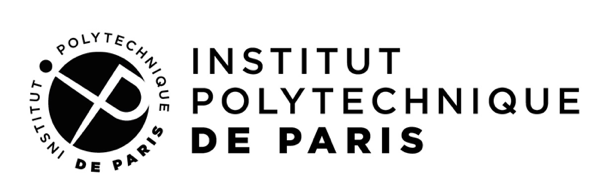 INSTITUT POLYTECHNIQUE DE PARIS
INSTITUT
POLYTECHNIQUE
DE PARIS